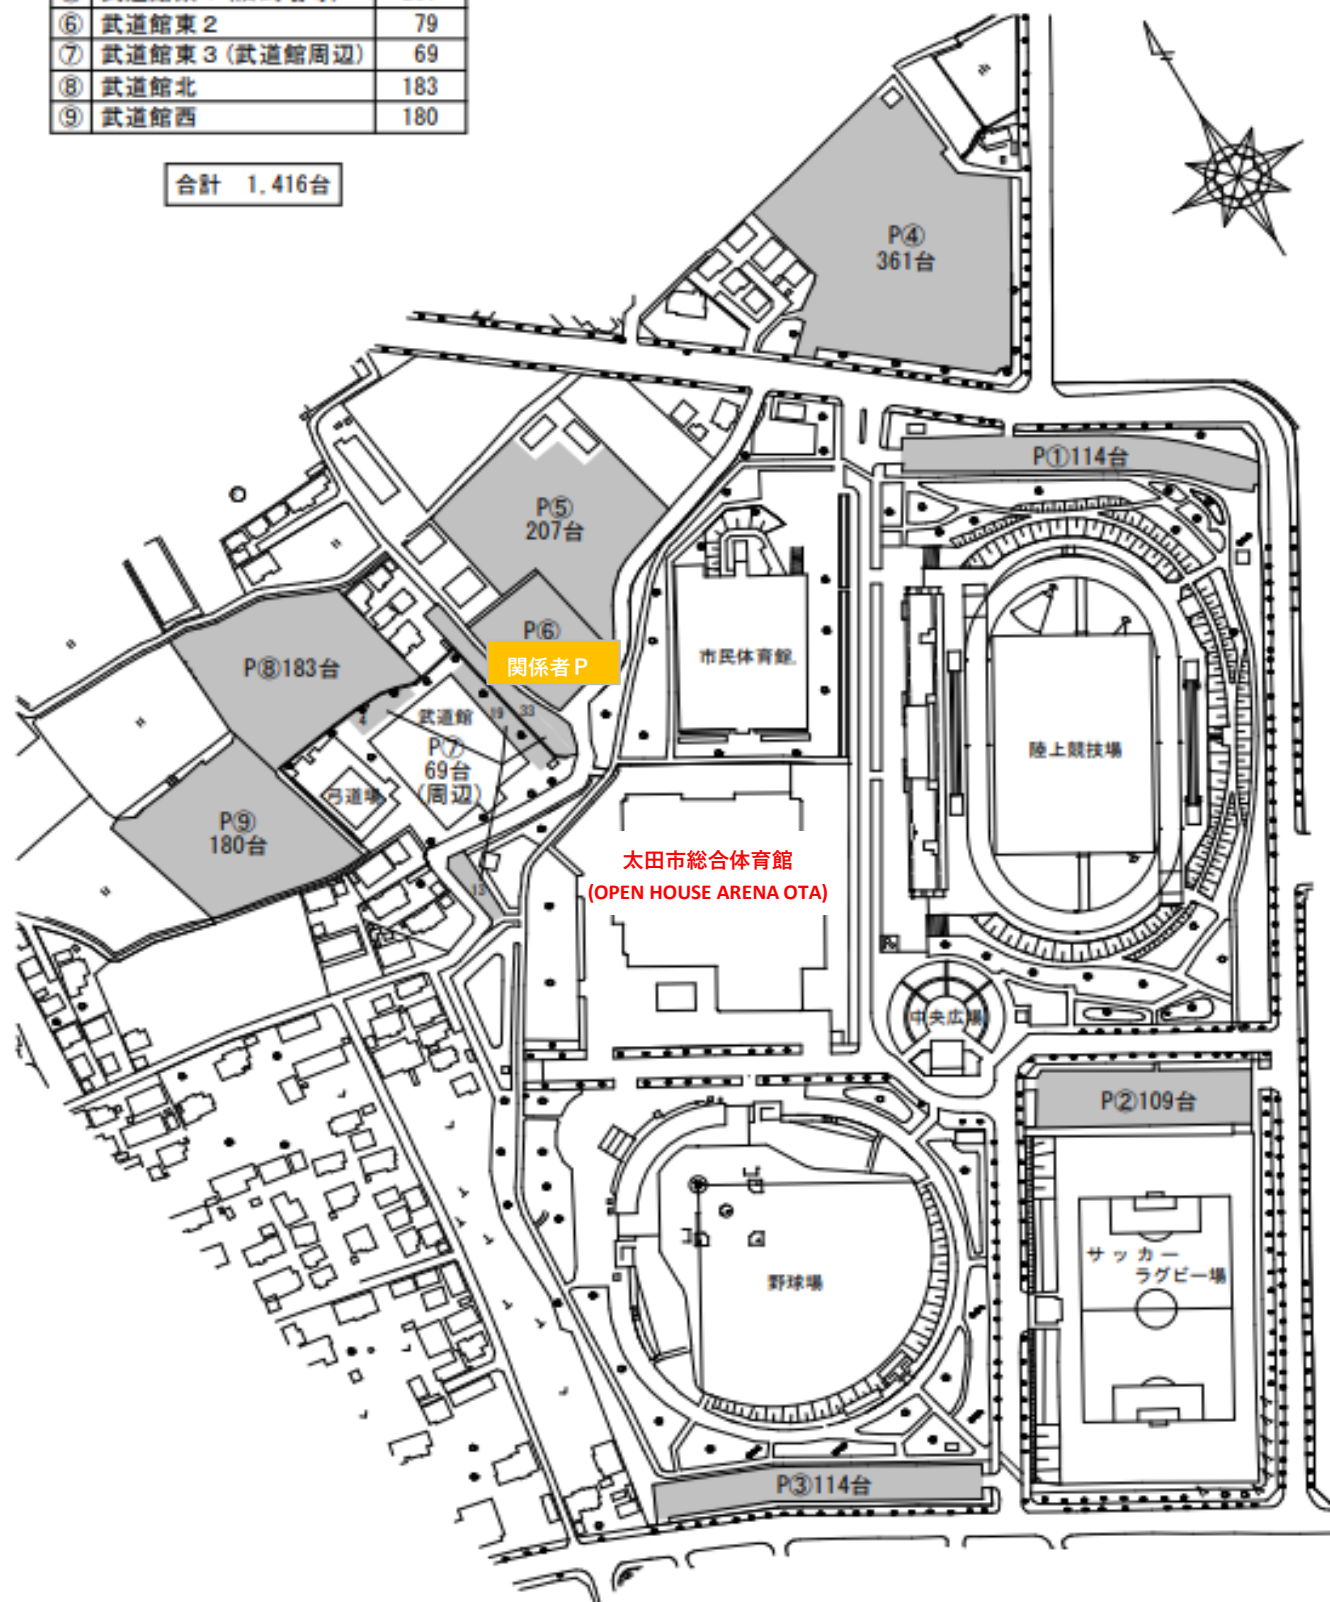 ⑥ 武道館東2 79
⑦ 武道館東3(武道館周辺) 69
⑧ 武道館北 183
⑨ 武道館西 180
合計 1,416台
P④
361台
P①114台
P⑤
207台
P⑥
関係者P
市民体育館
P⑧183台
4
武道館
19
33
P⑦
69台
(周辺)
弓道場
陸上競技場
P⑨
180台
13
太田市総合体育館
(OPEN HOUSE ARENA OTA)
中央広場
P②109台
サッカー
ラグビー場
野球場
P③114台